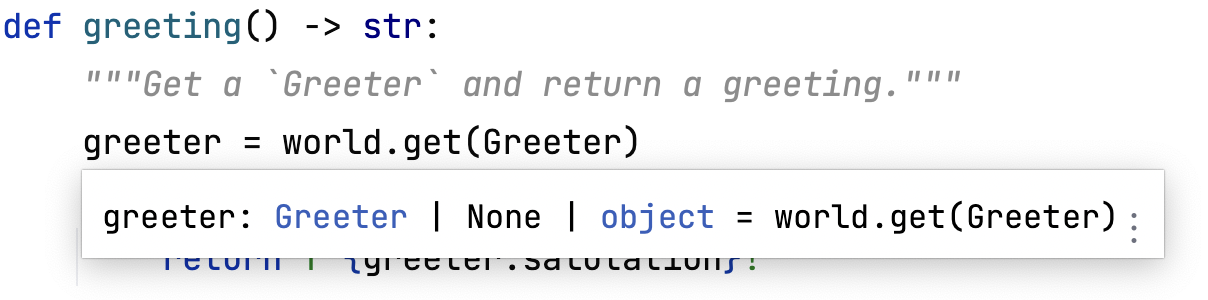 def greeting() -> str:
"""Get a `Greeter` and return a greeting."""
greeter = world.get(Greeter)
greeter: Greeter | None | object = world.get(Greeter)
return {greeter.salutation}!